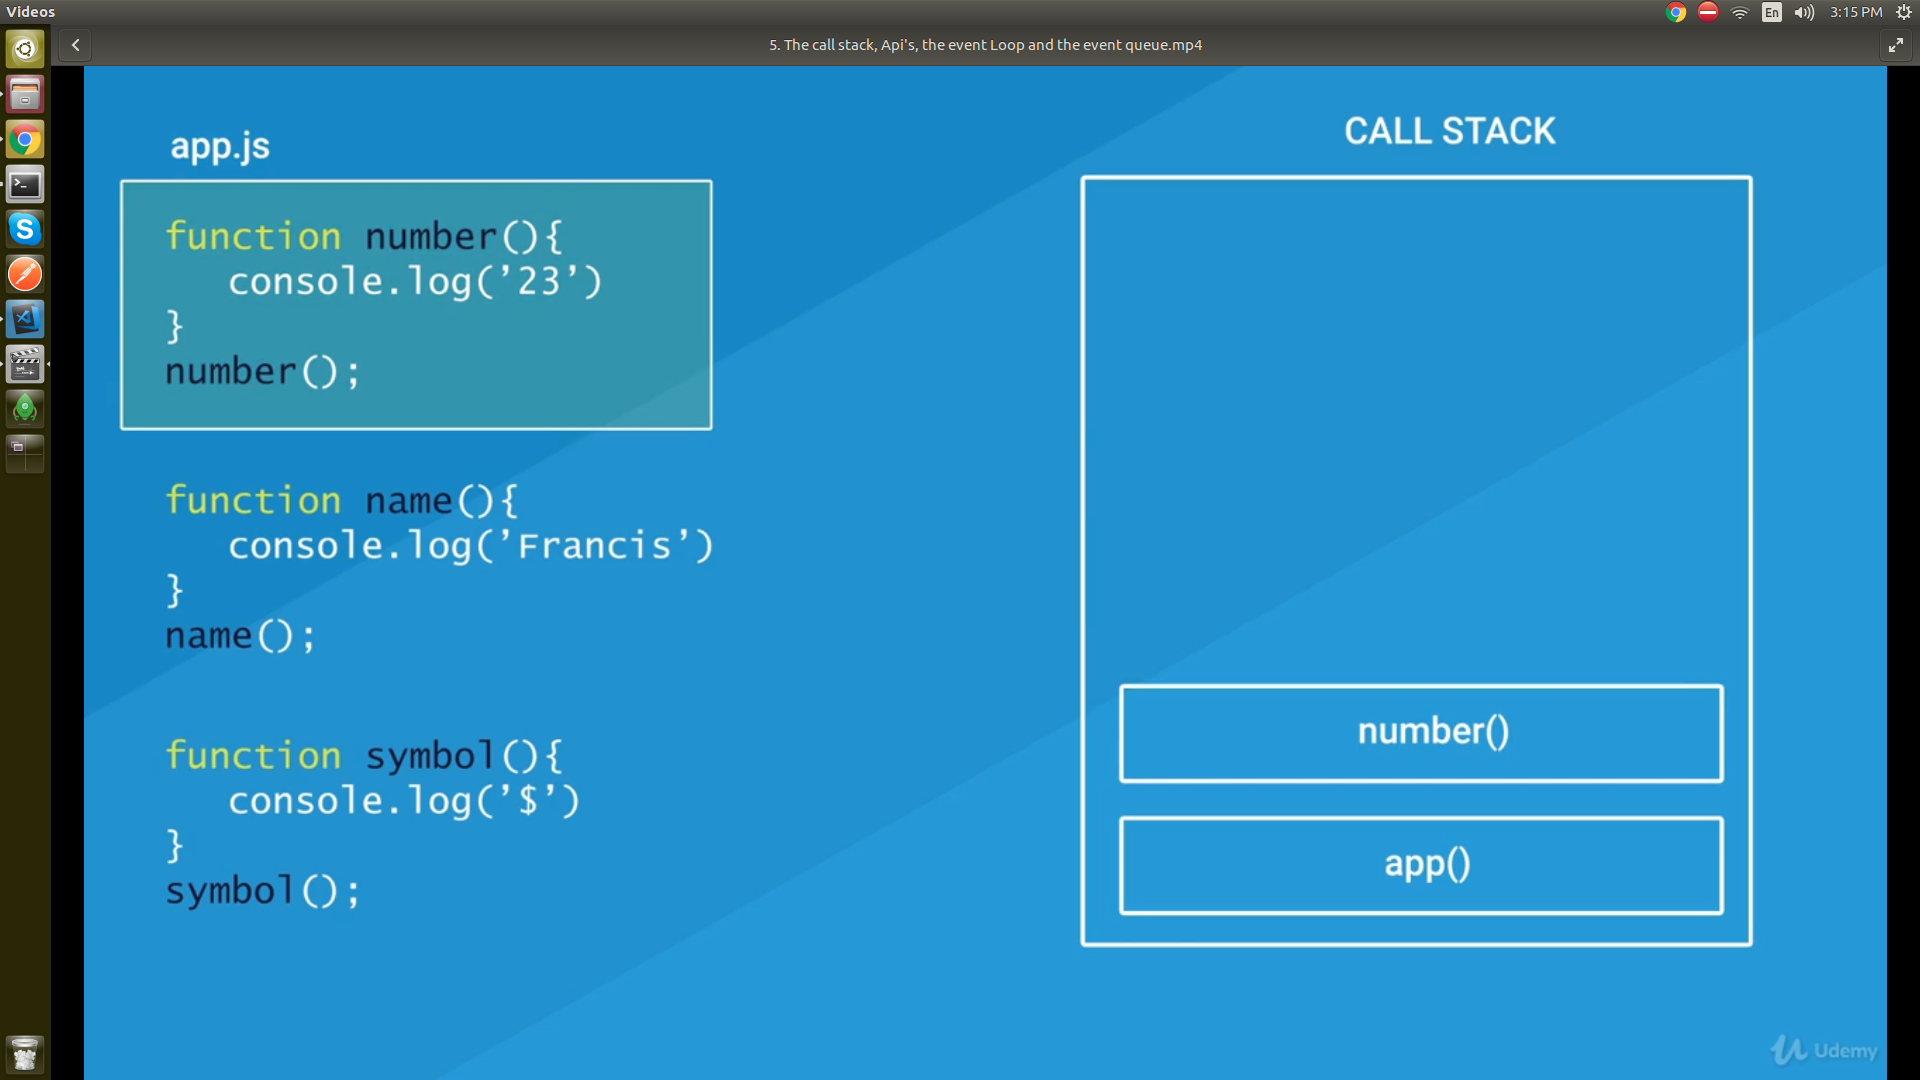 Videos
En
3:15 PM
5. The call stack, Api's, the event Loop and the event queue.mp4
app.js
function number(){
console.log(’23’)
}
number();
function name(){
console.log(’Francis’)
}
name();
function symbol(){
console.log(’$’)
}
symbol();
CALL STACK
number()
app()
Udemy